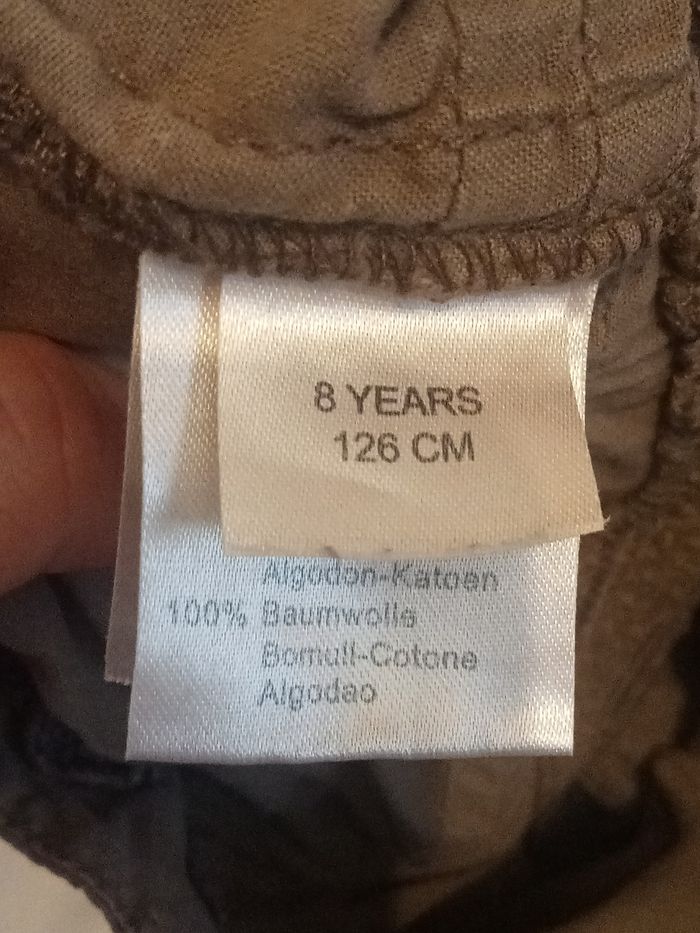 8 YEARS
126 CM
Algodon-Katoen
100% Baumwolle
Bomull-Cotone
Algodao